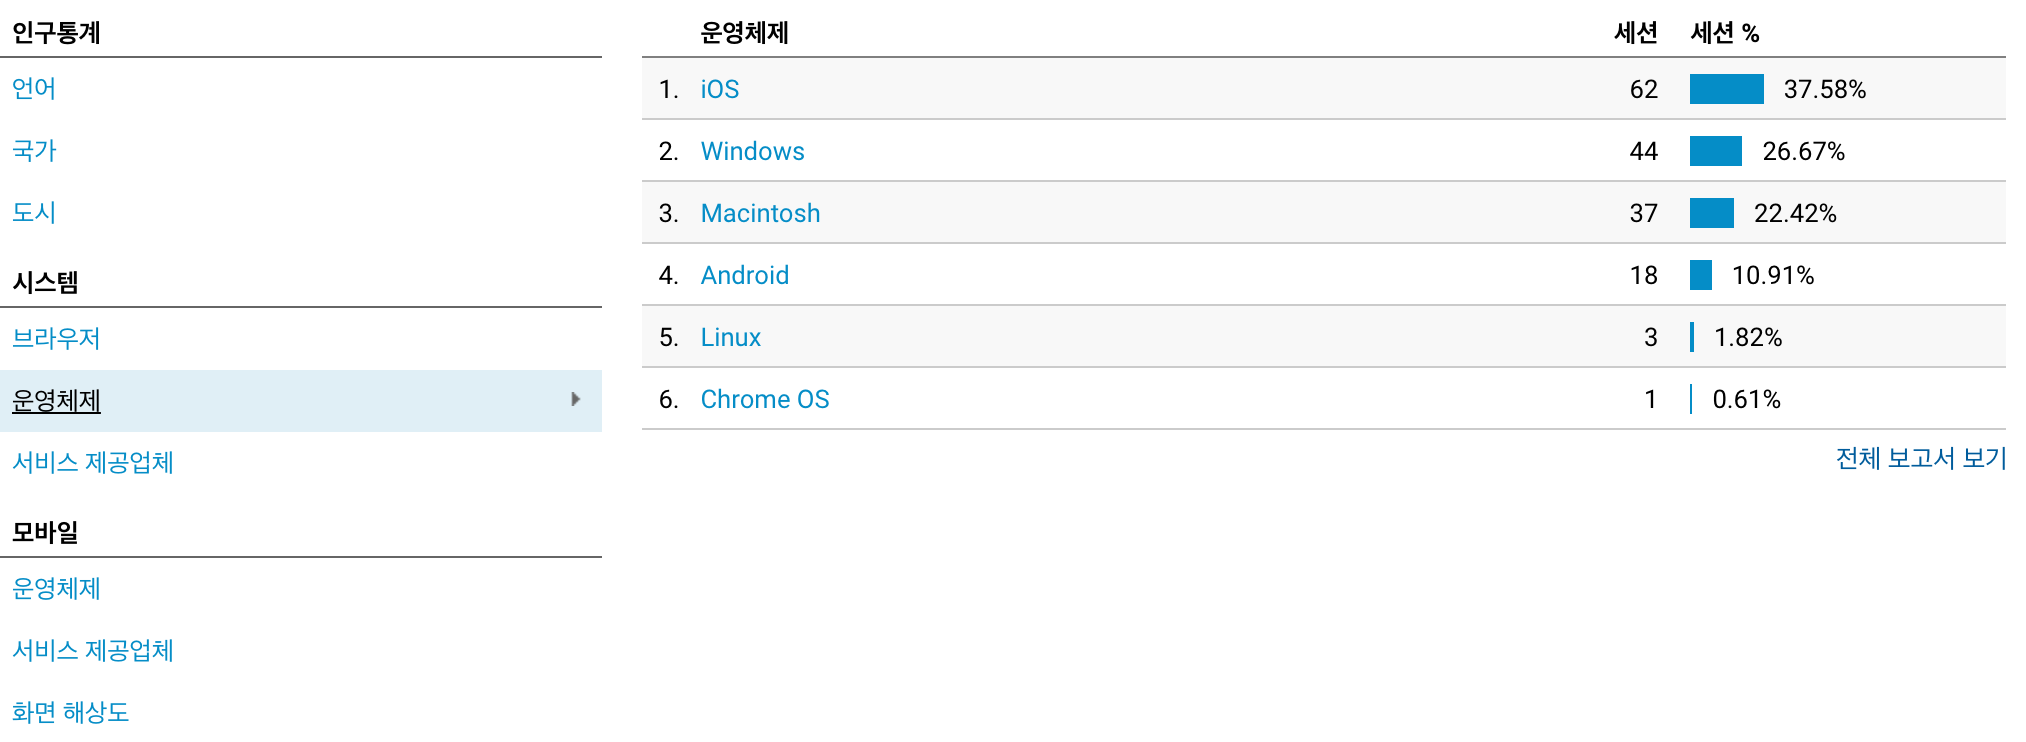 인구통계
언어
국가
도시
시스템
브라우저
운영체제
서비스 제공업체
모바일
운영체제
서비스 제공업체
화면 해상도
운영체제 세션 세션 %
1. iOS 62 37.58%
2. Windows 44 26.67%
3. Macintosh 37 22.42%
4. Android 18 10.91%
5. Linux 3 1.82%
6. Chrome OS 1 0.61%
전체 보고서 보기